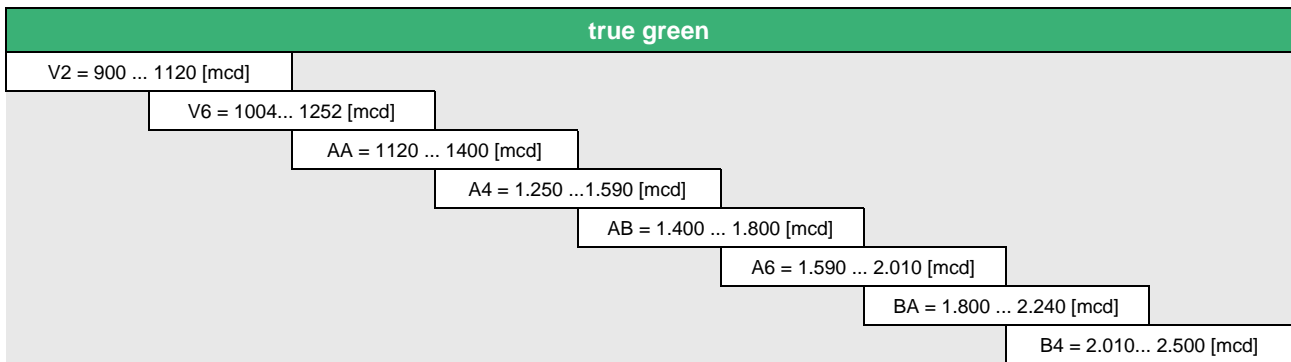 true green
V2 = 900 ... 1120 [mcd]
V6 = 1004... 1252 [mcd]
AA = 1120 ... 1400 [mcd]
A4 = 1.250 ...1.590 [mcd]
AB = 1.400 ... 1.800 [mcd]
A6 = 1.590 ... 2.010 [mcd]
BA = 1.800 ... 2.240 [mcd]
B4 = 2.010... 2.500 [mcd]